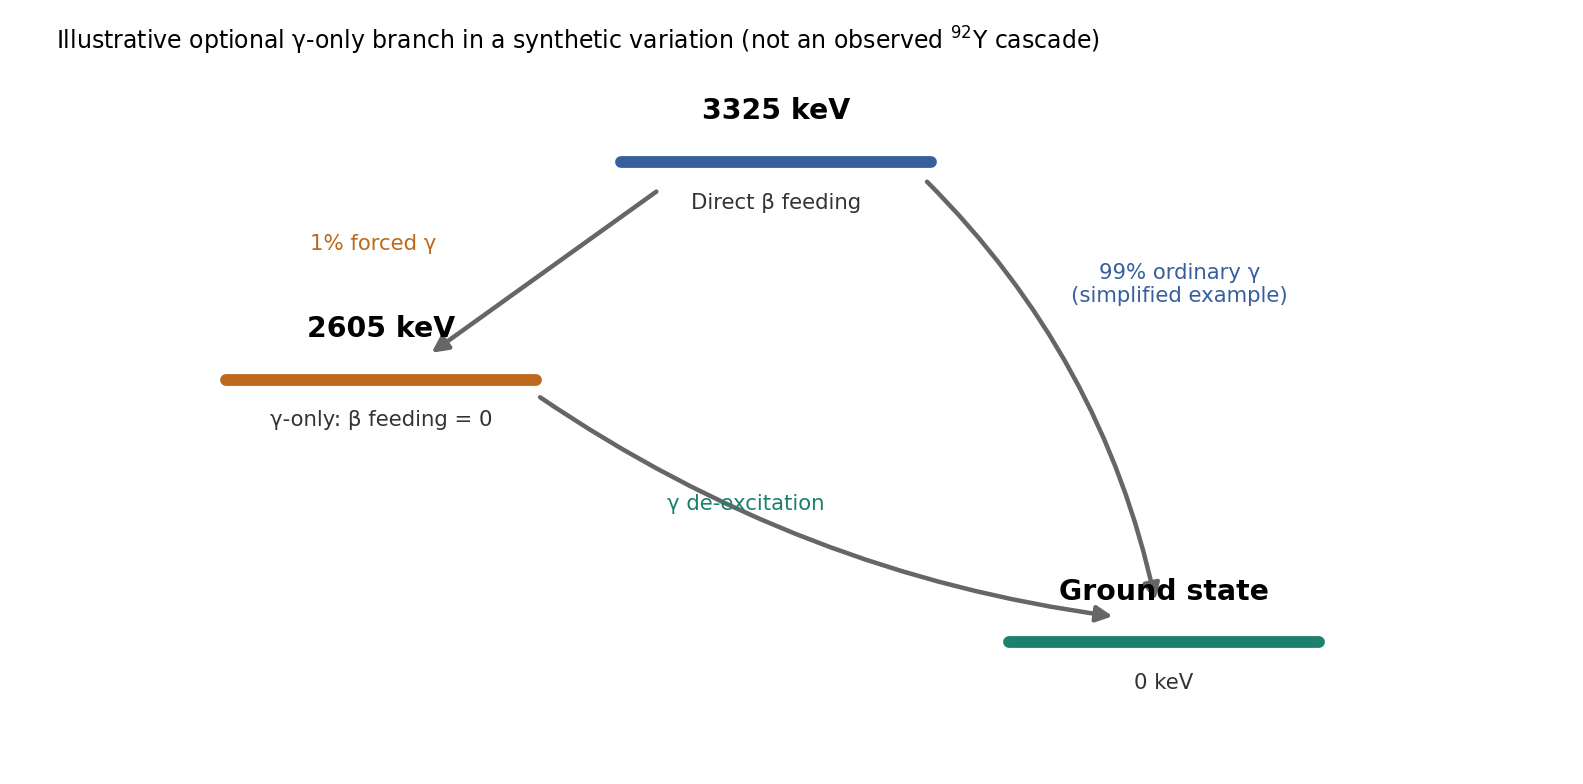 Illustrative optional γ-only branch in a synthetic variation (not an observed ⁹²Y cascade)
3325 keV
Direct β feeding
1% forced γ
99% ordinary γ
(simplified example)
2605 keV
γ-only: β feeding = 0
γ de-excitation
Ground state
0 keV